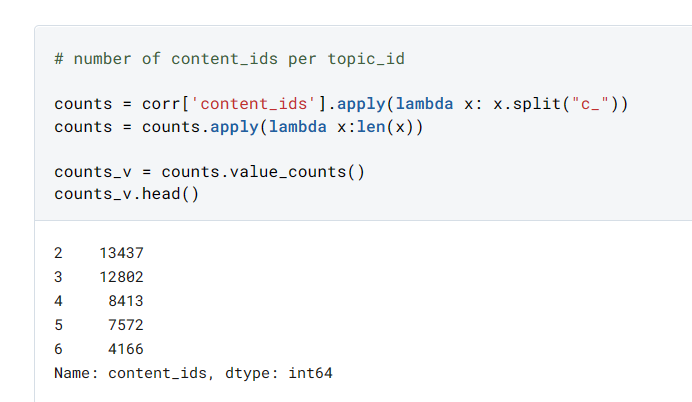 # number of content_ids per topic_id
counts = corr['content_ids'].apply(lambda x: x.split("c_"))
counts = counts.apply(lambda x:len(x))
counts_v = counts.value_counts()
counts_v.head()
2 13437
3 12802
4 8413
5 7572
6 4166
Name: content_ids, dtype: int64